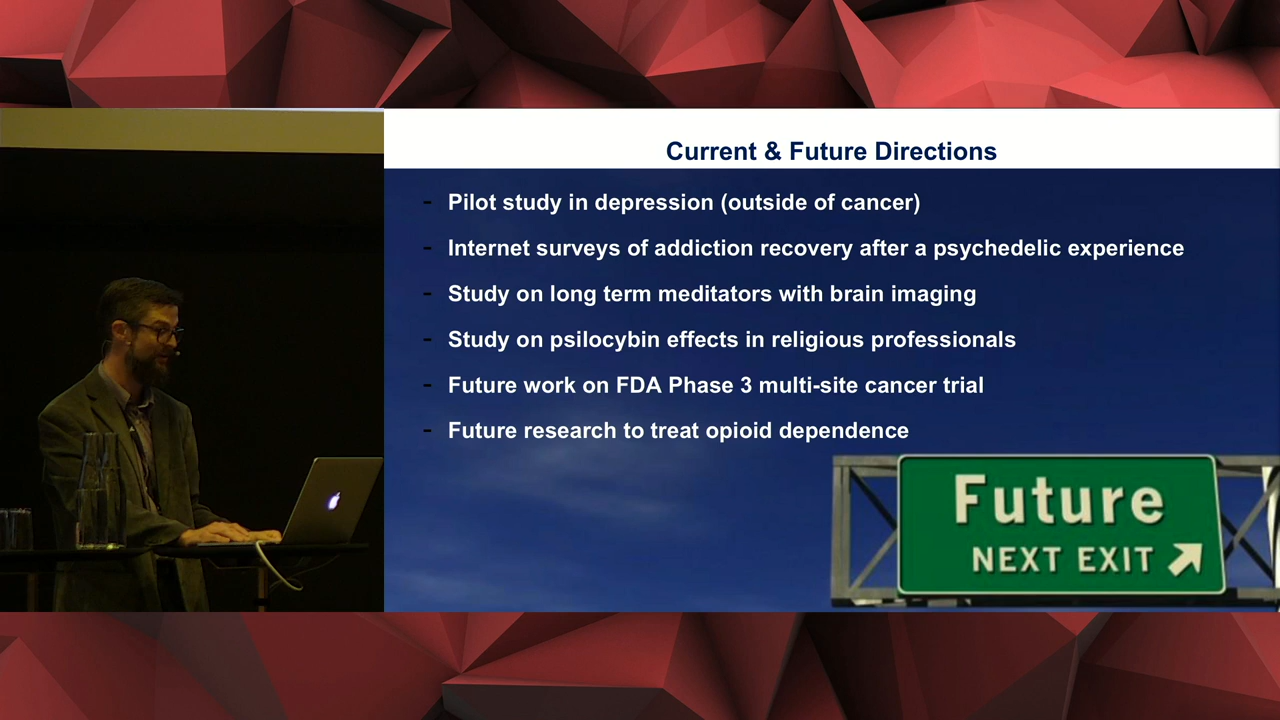 Current & Future Directions
- Pilot study in depression (outside of cancer)
- Internet surveys of addiction recovery after a psychedelic experience
- Study on long term meditators with brain imaging
- Study on psilocybin effects in religious professionals
- Future work on FDA Phase 3 multi-site cancer trial
- Future research to treat opioid dependence
Future
NEXT EXIT